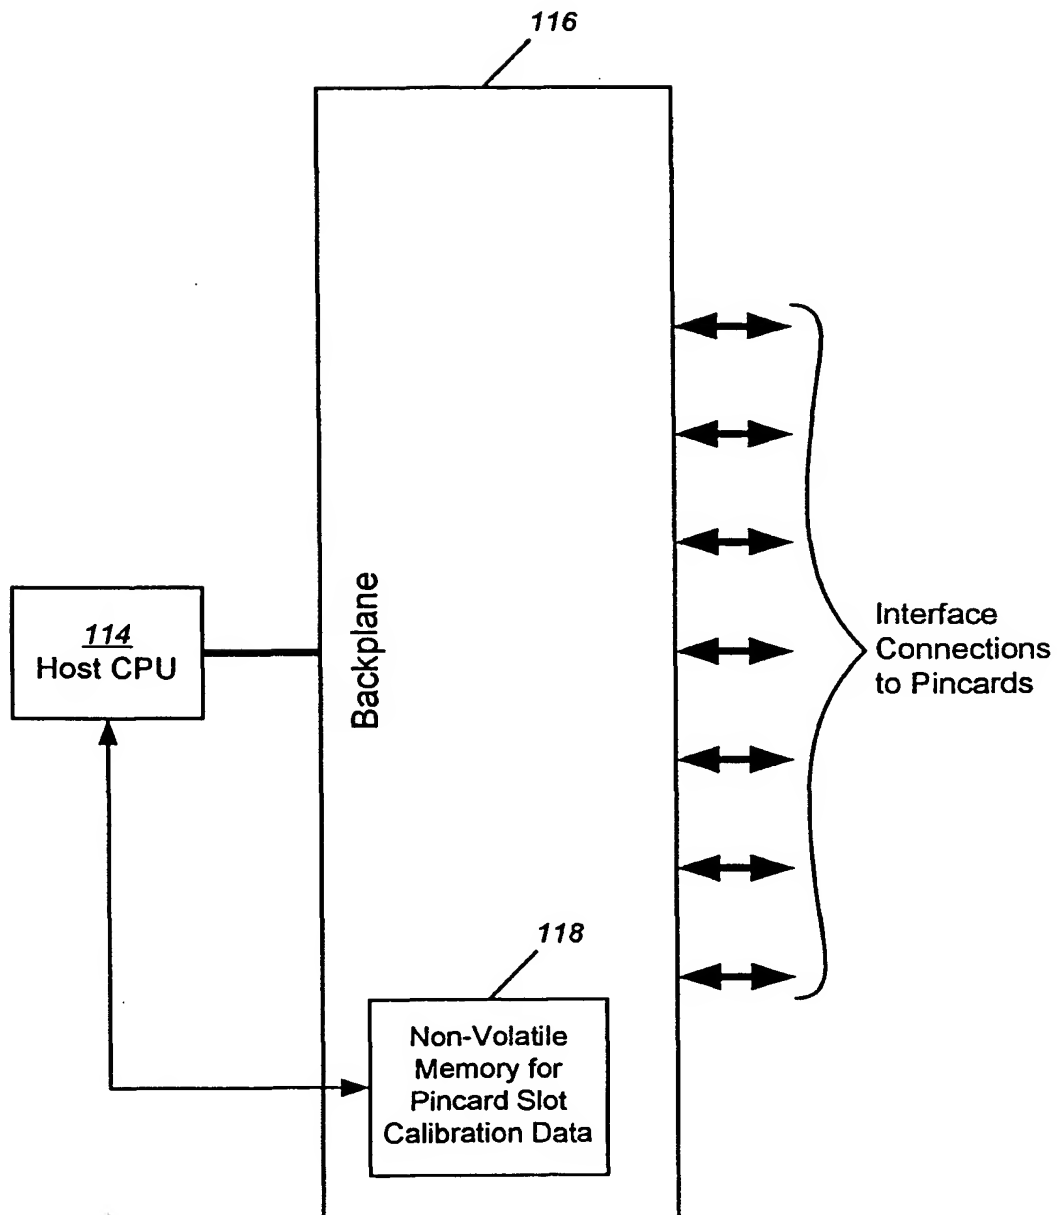 116
114
Host CPU
Backplane
Interface
Connections
to Pincards
118
Non-Volatile
Memory for
Pincard Slot
Calibration Data